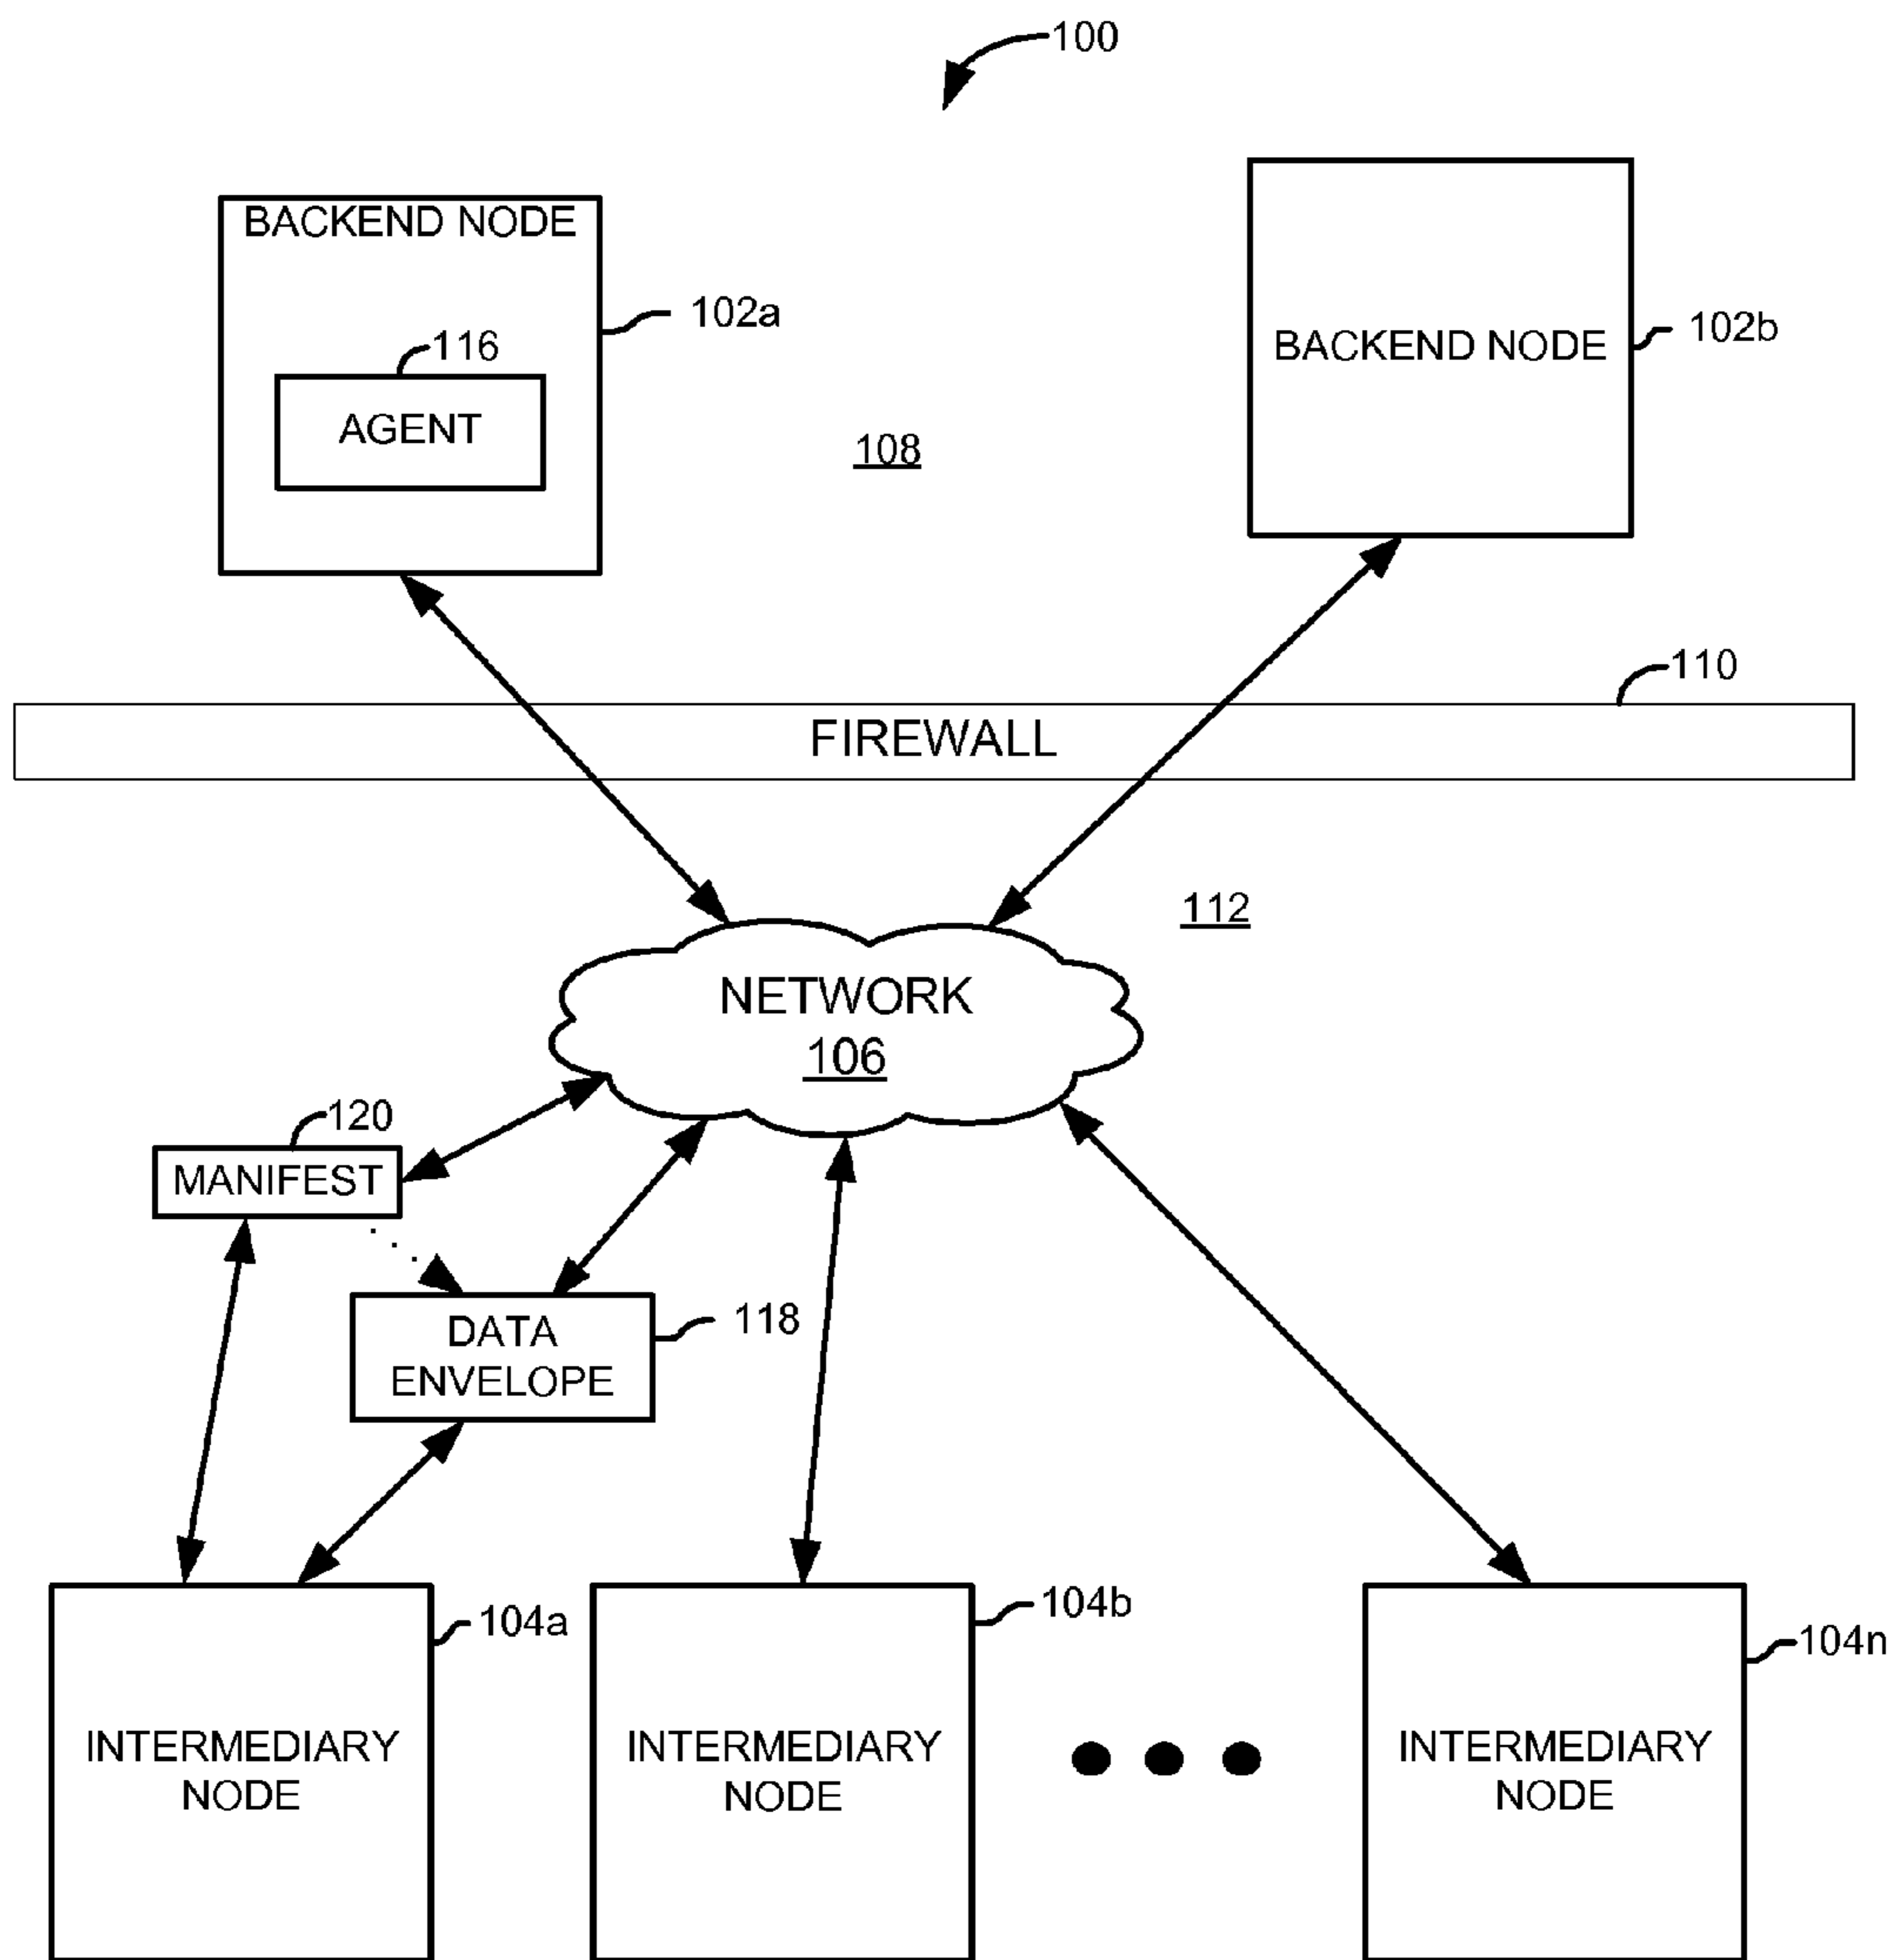 100
BACKEND NODE
102a
116
AGENT
108
BACKEND NODE
102b
110
FIREWALL
112
NETWORK
106
120
MANIFEST
DATA
ENVELOPE
118
104a
INTERMEDIARY
NODE
104b
INTERMEDIARY
NODE
104n
INTERMEDIARY
NODE